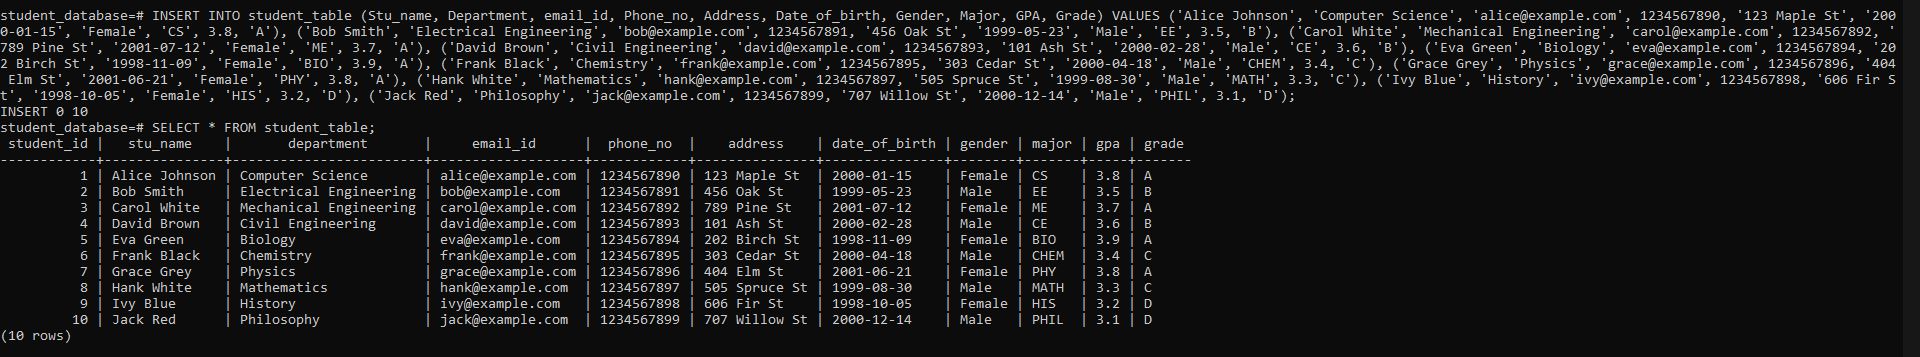 student_database=# INSERT INTO student_table (Stu_name, Department, email_id, Phone_no, Address, Date_of_birth, Gender, Major, GPA, Grade) VALUES ('Alice Johnson', 'Computer Science', 'alice@example.com', 1234567890, '123 Maple St', '200
0-01-15', 'Female', 'CS', 3.8, 'A'), ('Bob Smith', 'Electrical Engineering', 'bob@example.com', 1234567891, '456 Oak St', '1999-05-23', 'Male', 'EE', 3.5, 'B'), ('Carol White', 'Mechanical Engineering', 'carol@example.com', 1234567892, '
789 Pine St', '2001-07-12', 'Female', 'ME', 3.7, 'A'), ('David Brown', 'Civil Engineering', 'david@example.com', 1234567893, '101 Ash St', '2000-02-28', 'Male', 'CE', 3.6, 'B'), ('Eva Green', 'Biology', 'eva@example.com', 1234567894, '20
2 Birch St', '1998-11-09', 'Female', 'BIO', 3.9, 'A'), ('Frank Black', 'Chemistry', 'frank@example.com', 1234567895, '303 Cedar St', '2000-04-18', 'Male', 'CHEM', 3.4, 'C'), ('Grace Grey', 'Physics', 'grace@example.com', 1234567896, '404
 Elm St', '2001-06-21', 'Female', 'PHY', 3.8, 'A'), ('Hank White', 'Mathematics', 'hank@example.com', 1234567897, '505 Spruce St', '1999-08-30', 'Male', 'MATH', 3.3, 'C'), ('Ivy Blue', 'History', 'ivy@example.com', 1234567898, '606 Fir S
t', '1998-10-05', 'Female', 'HIS', 3.2, 'D'), ('Jack Red', 'Philosophy', 'jack@example.com', 1234567899, '707 Willow St', '2000-12-14', 'Male', 'PHIL', 3.1, 'D');
INSERT 0 10
student_database=# SELECT * FROM student_table;
 student_id |   stu_name    |       department       |     email_id      |  phone_no  |    address    | date_of_birth | gender | major | gpa | grade
------------+---------------+------------------------+-------------------+------------+---------------+---------------+--------+-------+-----+-------
          1 | Alice Johnson | Computer Science       | alice@example.com | 1234567890 | 123 Maple St  | 2000-01-15    | Female | CS    | 3.8 | A
          2 | Bob Smith     | Electrical Engineering | bob@example.com   | 1234567891 | 456 Oak St    | 1999-05-23    | Male   | EE    | 3.5 | B
          3 | Carol White   | Mechanical Engineering | carol@example.com | 1234567892 | 789 Pine St   | 2001-07-12    | Female | ME    | 3.7 | A
          4 | David Brown   | Civil Engineering      | david@example.com | 1234567893 | 101 Ash St    | 2000-02-28    | Male   | CE    | 3.6 | B
          5 | Eva Green     | Biology                | eva@example.com   | 1234567894 | 202 Birch St  | 1998-11-09    | Female | BIO   | 3.9 | A
          6 | Frank Black   | Chemistry              | frank@example.com | 1234567895 | 303 Cedar St  | 2000-04-18    | Male   | CHEM  | 3.4 | C
          7 | Grace Grey    | Physics                | grace@example.com | 1234567896 | 404 Elm St    | 2001-06-21    | Female | PHY   | 3.8 | A
          8 | Hank White    | Mathematics            | hank@example.com  | 1234567897 | 505 Spruce St | 1999-08-30    | Male   | MATH  | 3.3 | C
          9 | Ivy Blue      | History                | ivy@example.com   | 1234567898 | 606 Fir St    | 1998-10-05    | Female | HIS   | 3.2 | D
         10 | Jack Red      | Philosophy             | jack@example.com  | 1234567899 | 707 Willow St | 2000-12-14    | Male   | PHIL  | 3.1 | D
(10 rows)